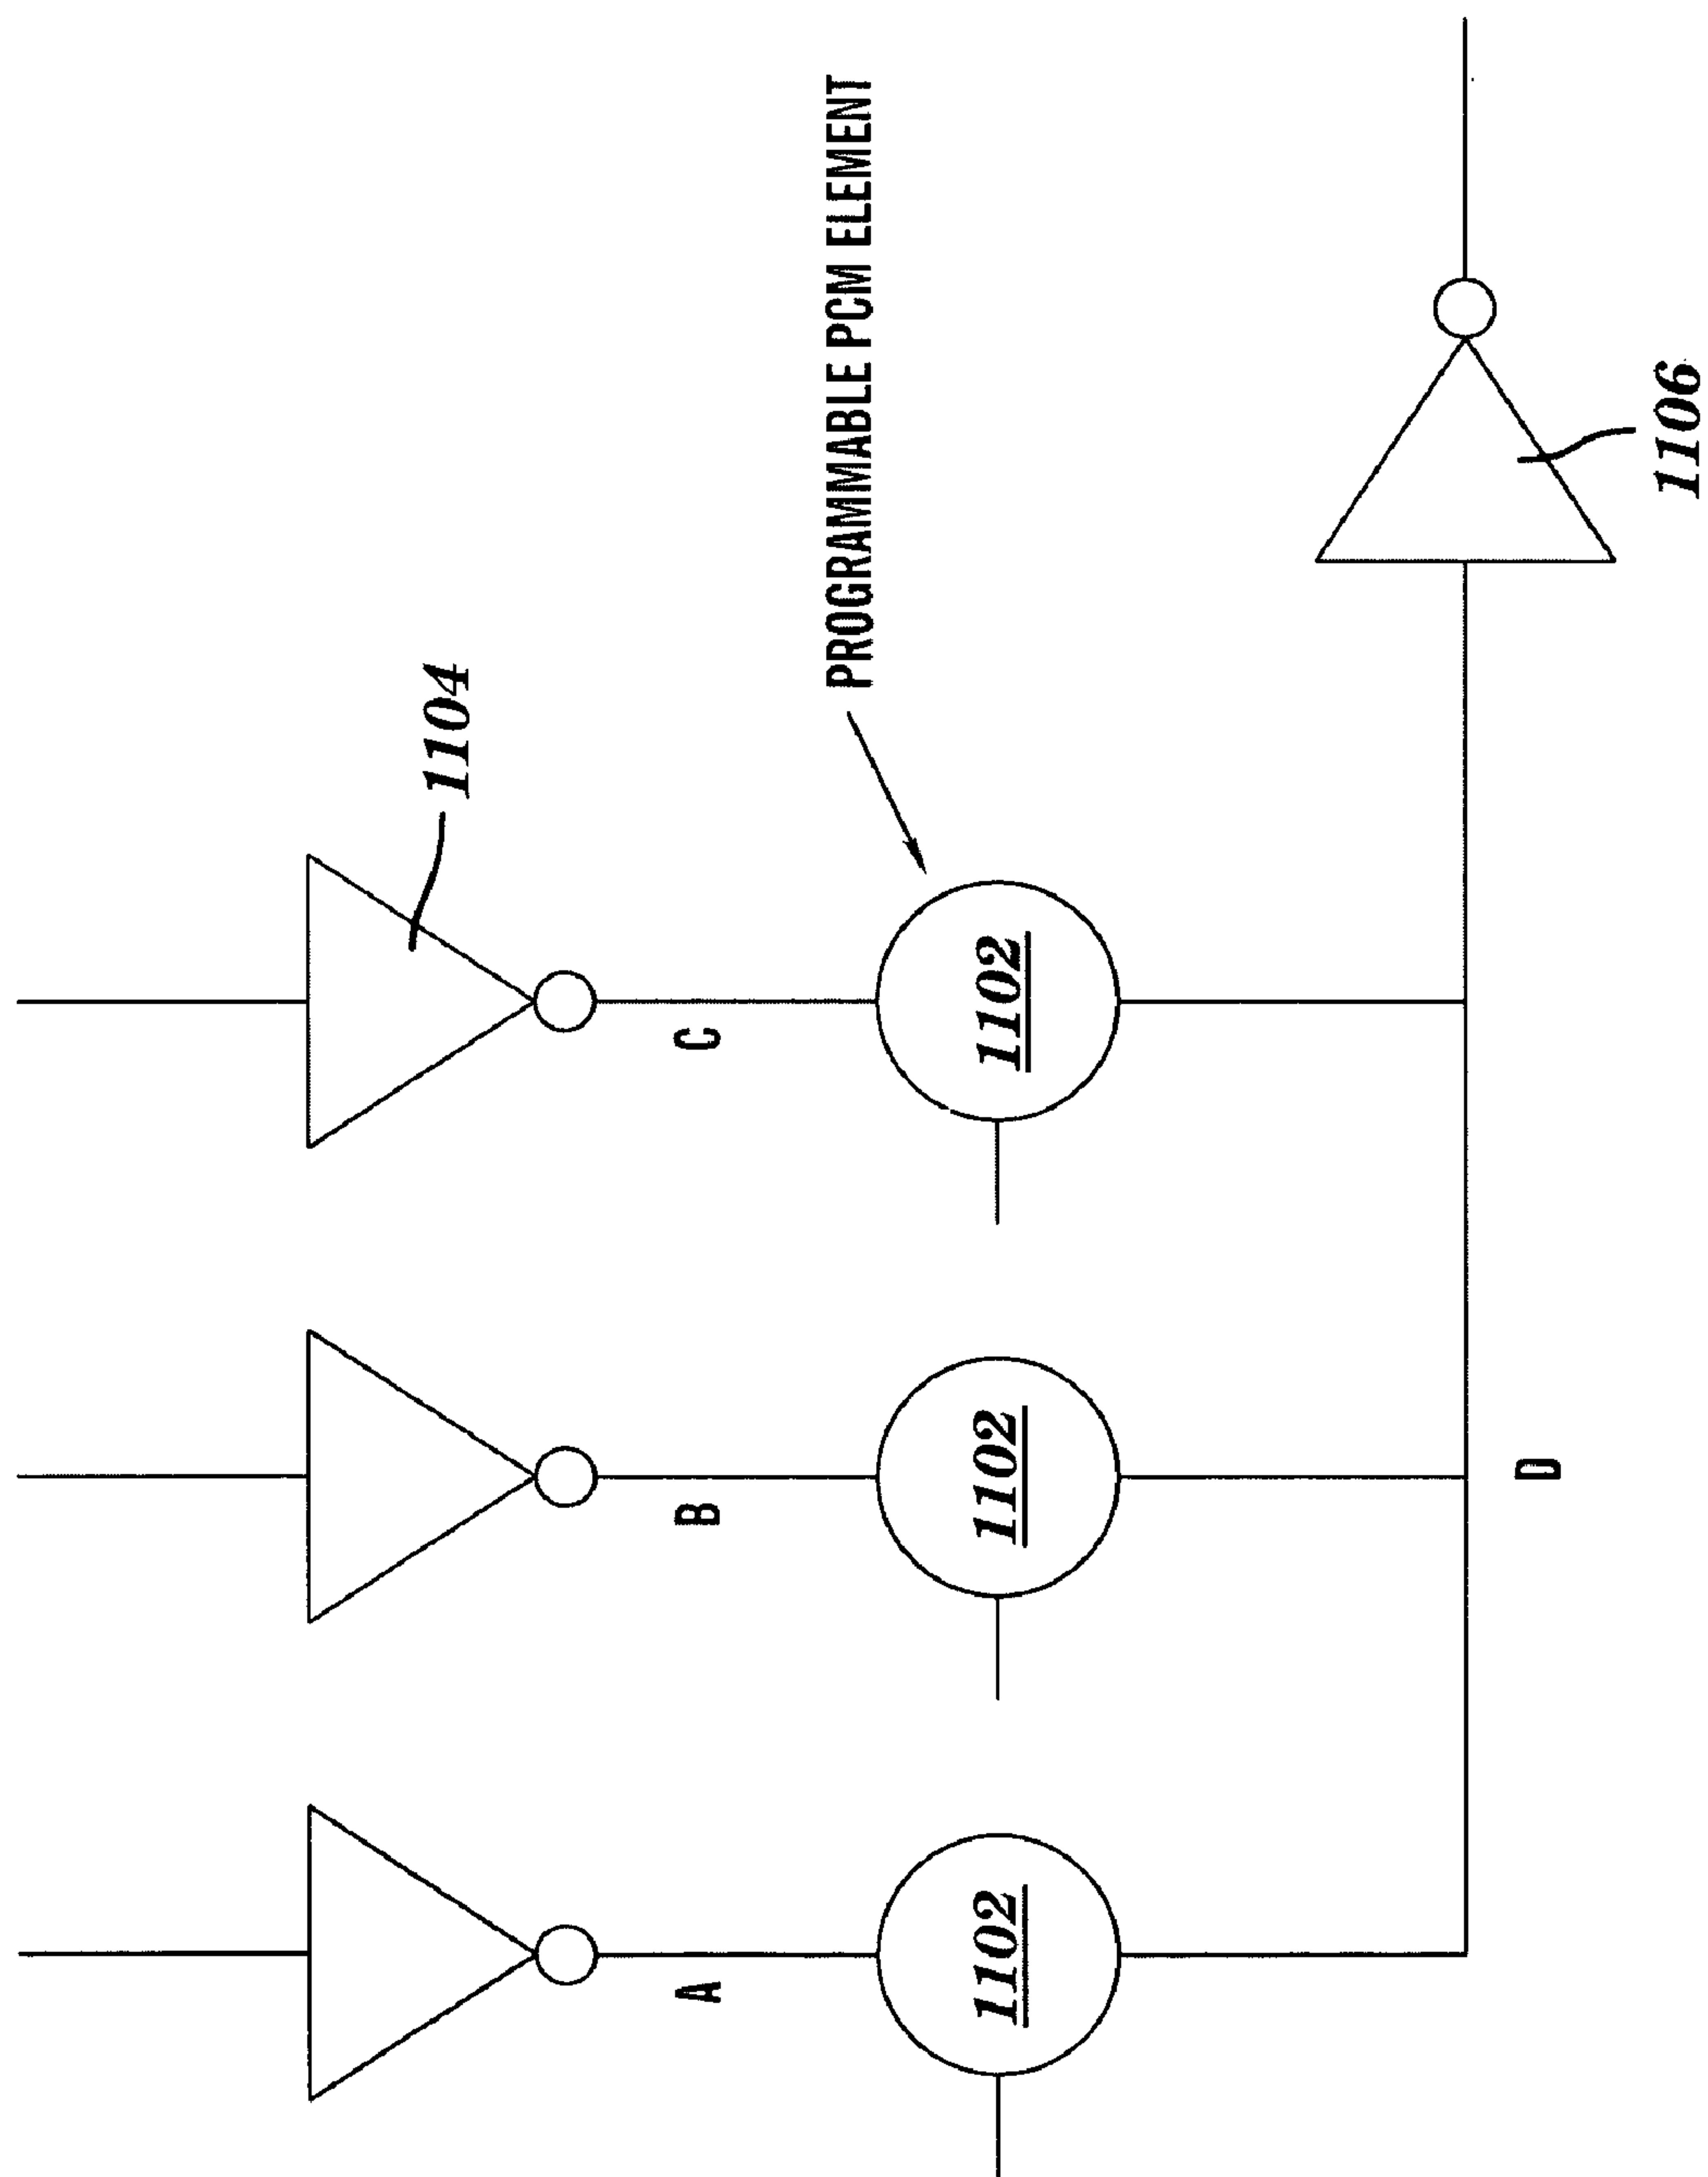 1104
A
B
C
PROGRAMMABLE PCM ELEMENT
1102
1102
1102
D
1106